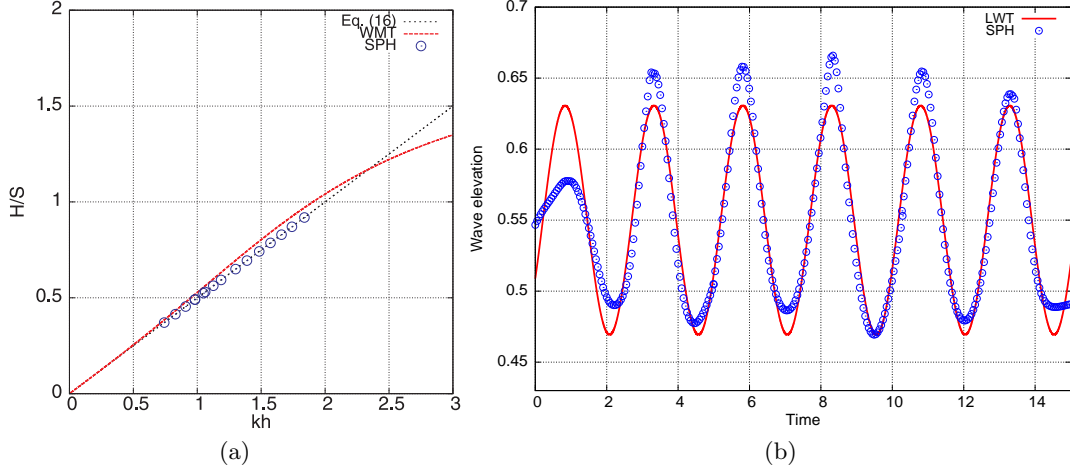 Eq. (16)
WMT
SPH
2
1.5
1
0.5
0
H/S
0 0.5 1 1.5 2 2.5 3
kh
(a)
LWT
SPH
0.7
0.65
0.6
0.55
0.5
0.45
Wave elevation
0 2 4 6 8 10 12 14
Time
(b)